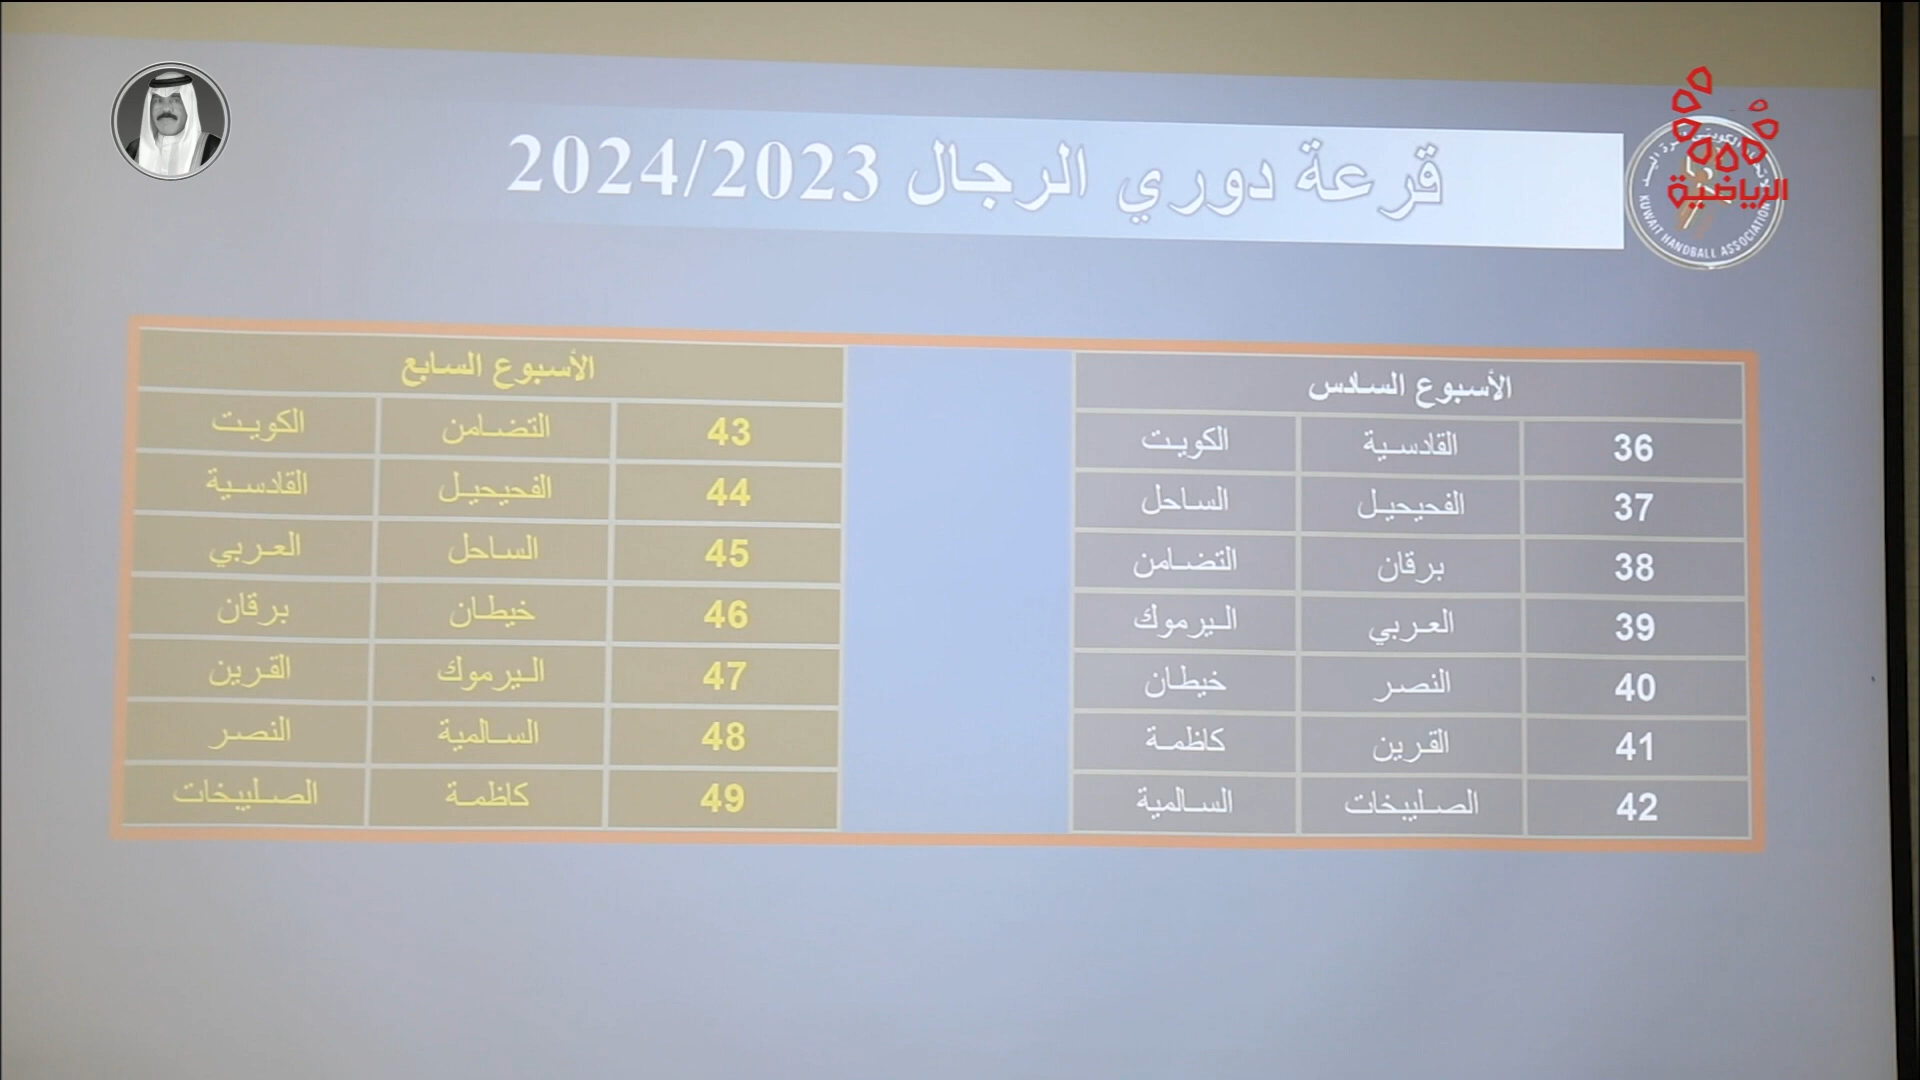 قرعة دوري الرجال 2024/2023
الرياضية
KUWAIT HANDBALL ASSOCIATION
الأسبوع السادس
36 القادسية الكويت
37 الفحيحيل الساحل
38 برقان التضامن
39 العربي اليرموك
40 النصر خيطان
41 القرين كاظمة
42 الصليبخات السالمية
الأسبوع السابع
43 التضامن الكويت
44 الفحيحيل القادسية
45 الساحل العربي
46 خيطان برقان
47 اليرموك القرين
48 السالمية النصر
49 كاظمة الصليبخات